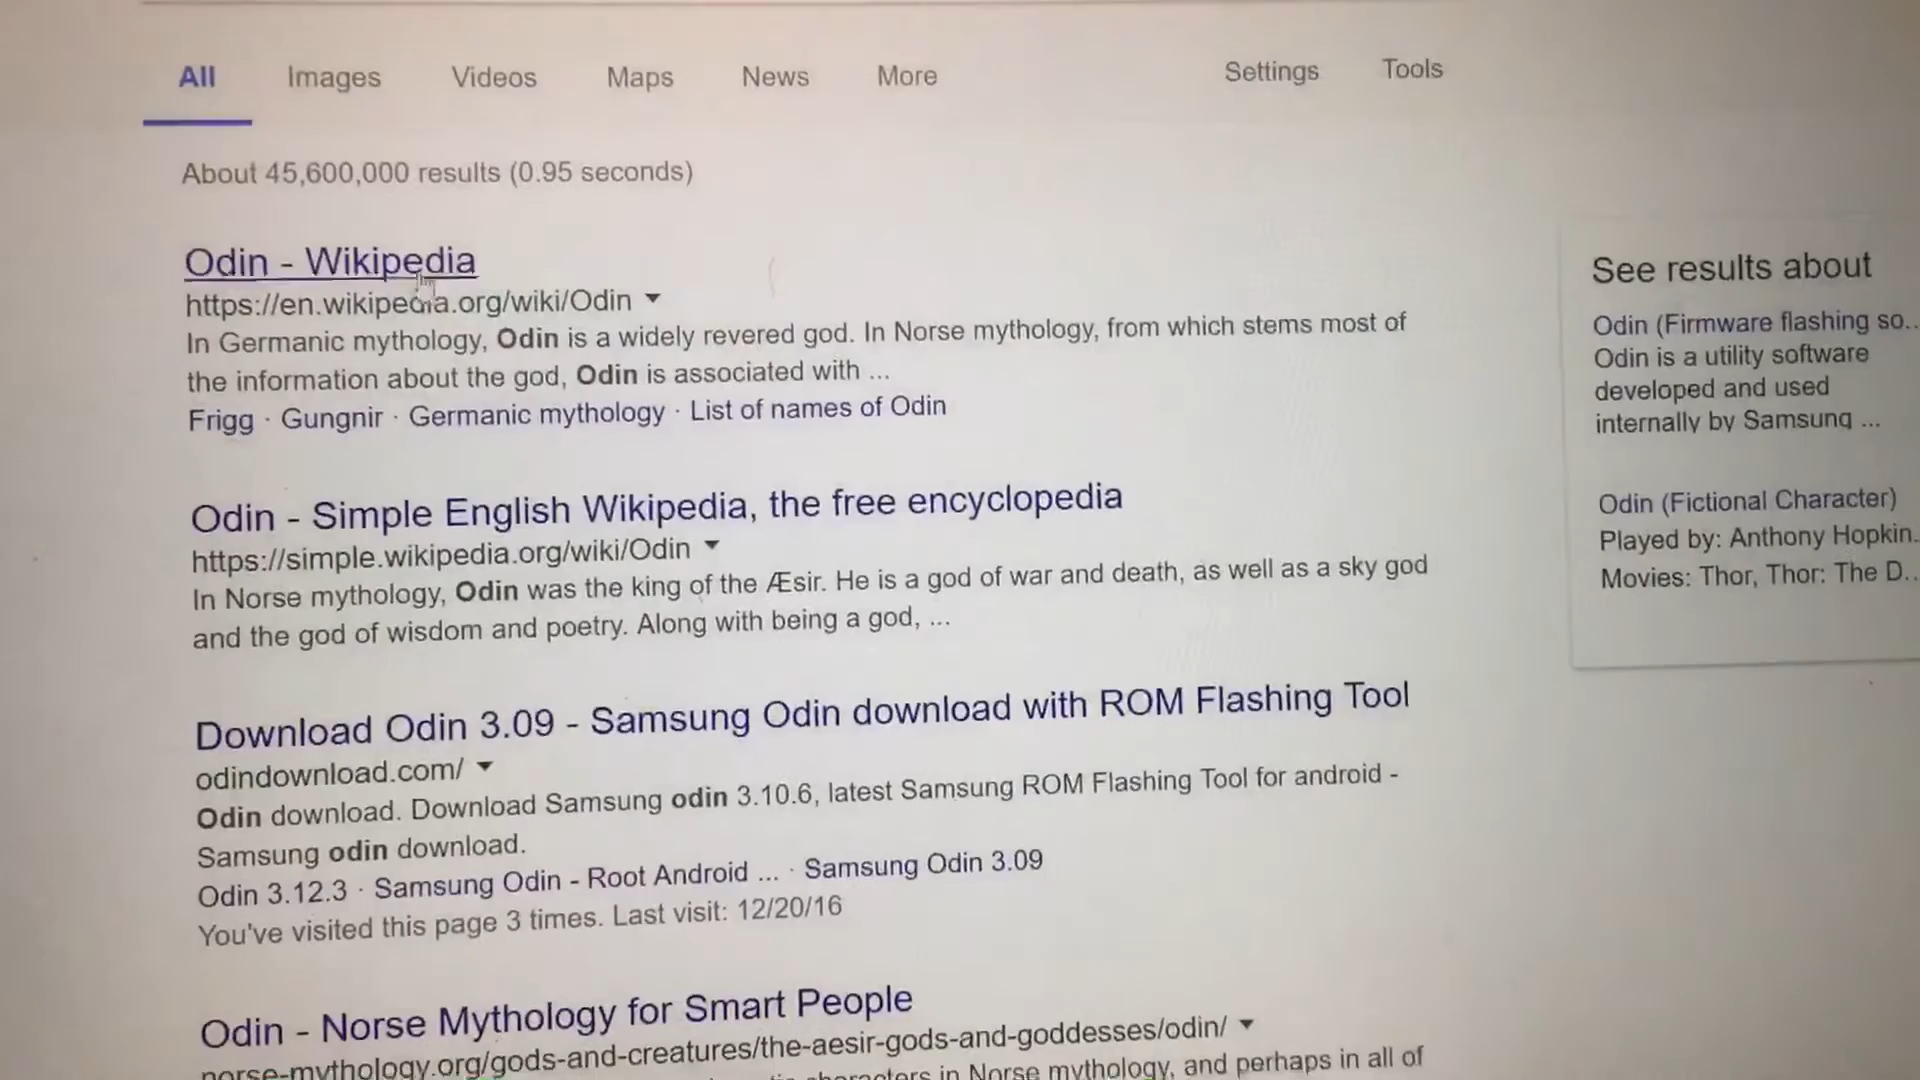 All Images Videos Maps News More Settings Tools
About 45,600,000 results (0.95 seconds)
Odin - Wikipedia
https://en.wikipedia.org/wiki/Odin
In Germanic mythology, Odin is a widely revered god. In Norse mythology, from which stems most of
the information about the god, Odin is associated with ...
Frigg · Gungnir · Germanic mythology · List of names of Odin
Odin - Simple English Wikipedia, the free encyclopedia
https://simple.wikipedia.org/wiki/Odin
In Norse mythology, Odin was the king of the Æsir. He is a god of war and death, as well as a sky god
and the god of wisdom and poetry. Along with being a god, ...
Download Odin 3.09 - Samsung Odin download with ROM Flashing Tool
odindownload.com/
Odin download. Download Samsung odin 3.10.6, latest Samsung ROM Flashing Tool for android -
Samsung odin download.
Odin 3.12.3 · Samsung Odin - Root Android ... · Samsung Odin 3.09
You've visited this page 3 times. Last visit: 12/20/16
Odin - Norse Mythology for Smart People
norse-mythology.org/gods-and-creatures/the-aesir-gods-and-goddesses/odin/
characters in Norse mythology, and perhaps in all of
See results about
Odin (Firmware flashing so...
Odin is a utility software
developed and used
internally by Samsung ...
Odin (Fictional Character)
Played by: Anthony Hopkin...
Movies: Thor, Thor: The D...